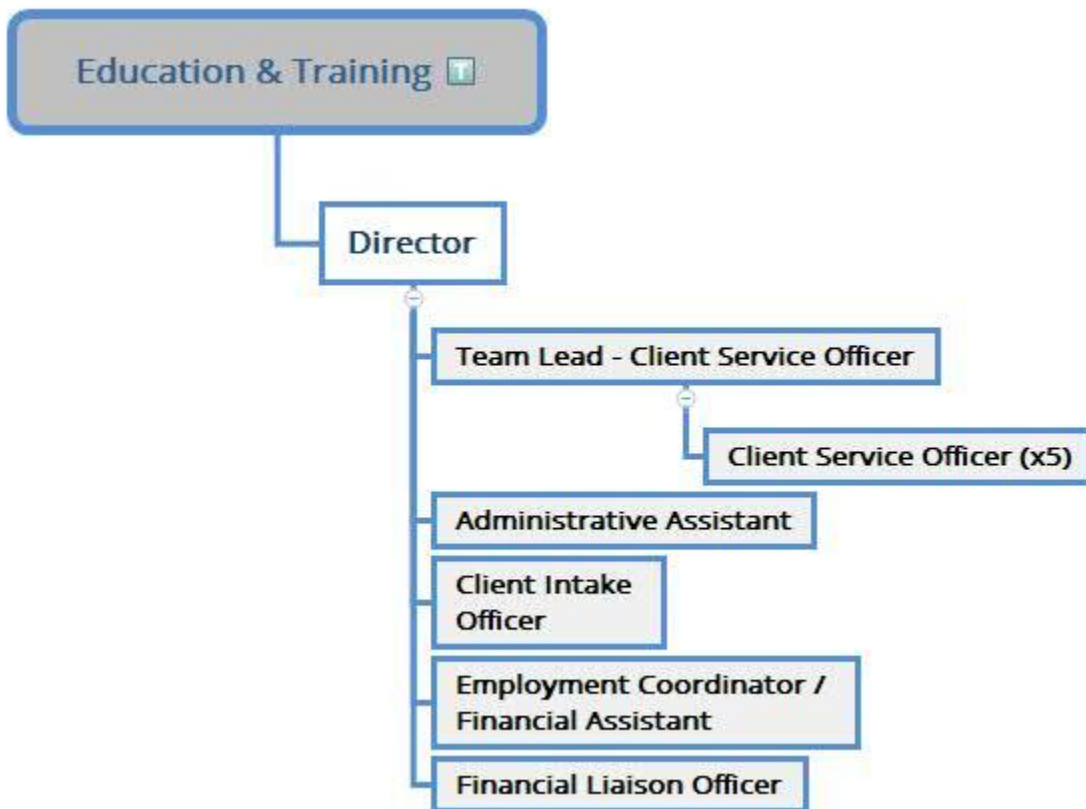 Education & Training
Director
Team Lead - Client Service Officer
Client Service Officer (x5)
Administrative Assistant
Client Intake
Officer
Employment Coordinator /
Financial Assistant
Financial Liaison Officer